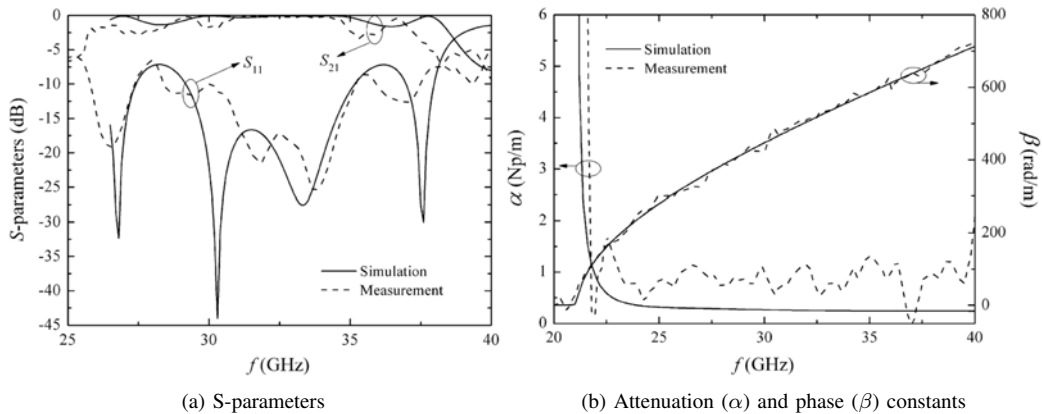 0
-5
-10
-15
-20
-25
-30
-35
-40
-45
S-parameters (dB)
S11
S21
Simulation
Measurement
25
30
35
40
f (GHz)
(a) S-parameters
6
5
4
3
2
1
0
α (Np/m)
Simulation
Measurement
800
600
400
200
0
β (rad/m)
20
25
30
35
40
f (GHz)
(b) Attenuation (α) and phase (β) constants